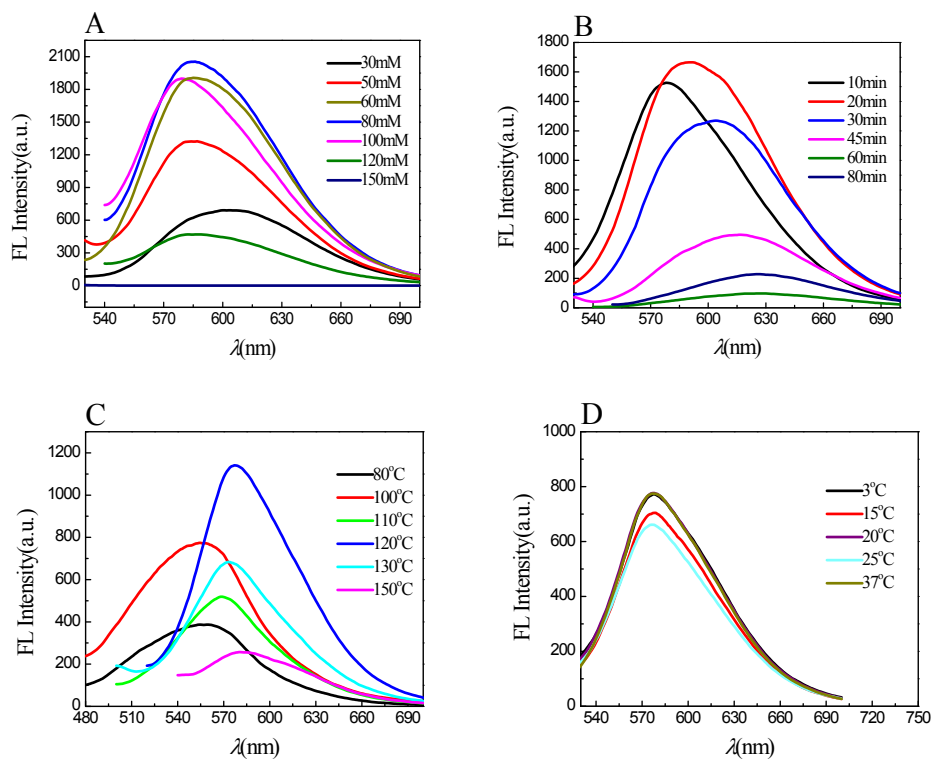 A
2100
1800
1500
1200
900
600
300
0
FL Intensity(a.u.)
30mM
50mM
60mM
80mM
100mM
120mM
150mM
540 570 600 630 660 690
λ(nm)
B
1800
1600
1400
1200
1000
800
600
400
200
0
FL Intensity(a.u.)
10min
20min
30min
45min
60min
80min
540 570 600 630 660 690
λ(nm)
C
1200
1000
800
600
400
200
0
FL Intensity(a.u.)
80°C
100°C
110°C
120°C
130°C
150°C
480 510 540 570 600 630 660 690
λ(nm)
D
1000
800
600
400
200
0
FL Intensity(a.u.)
3°C
15°C
20°C
25°C
37°C
540 570 600 630 660 690 720 750
λ(nm)